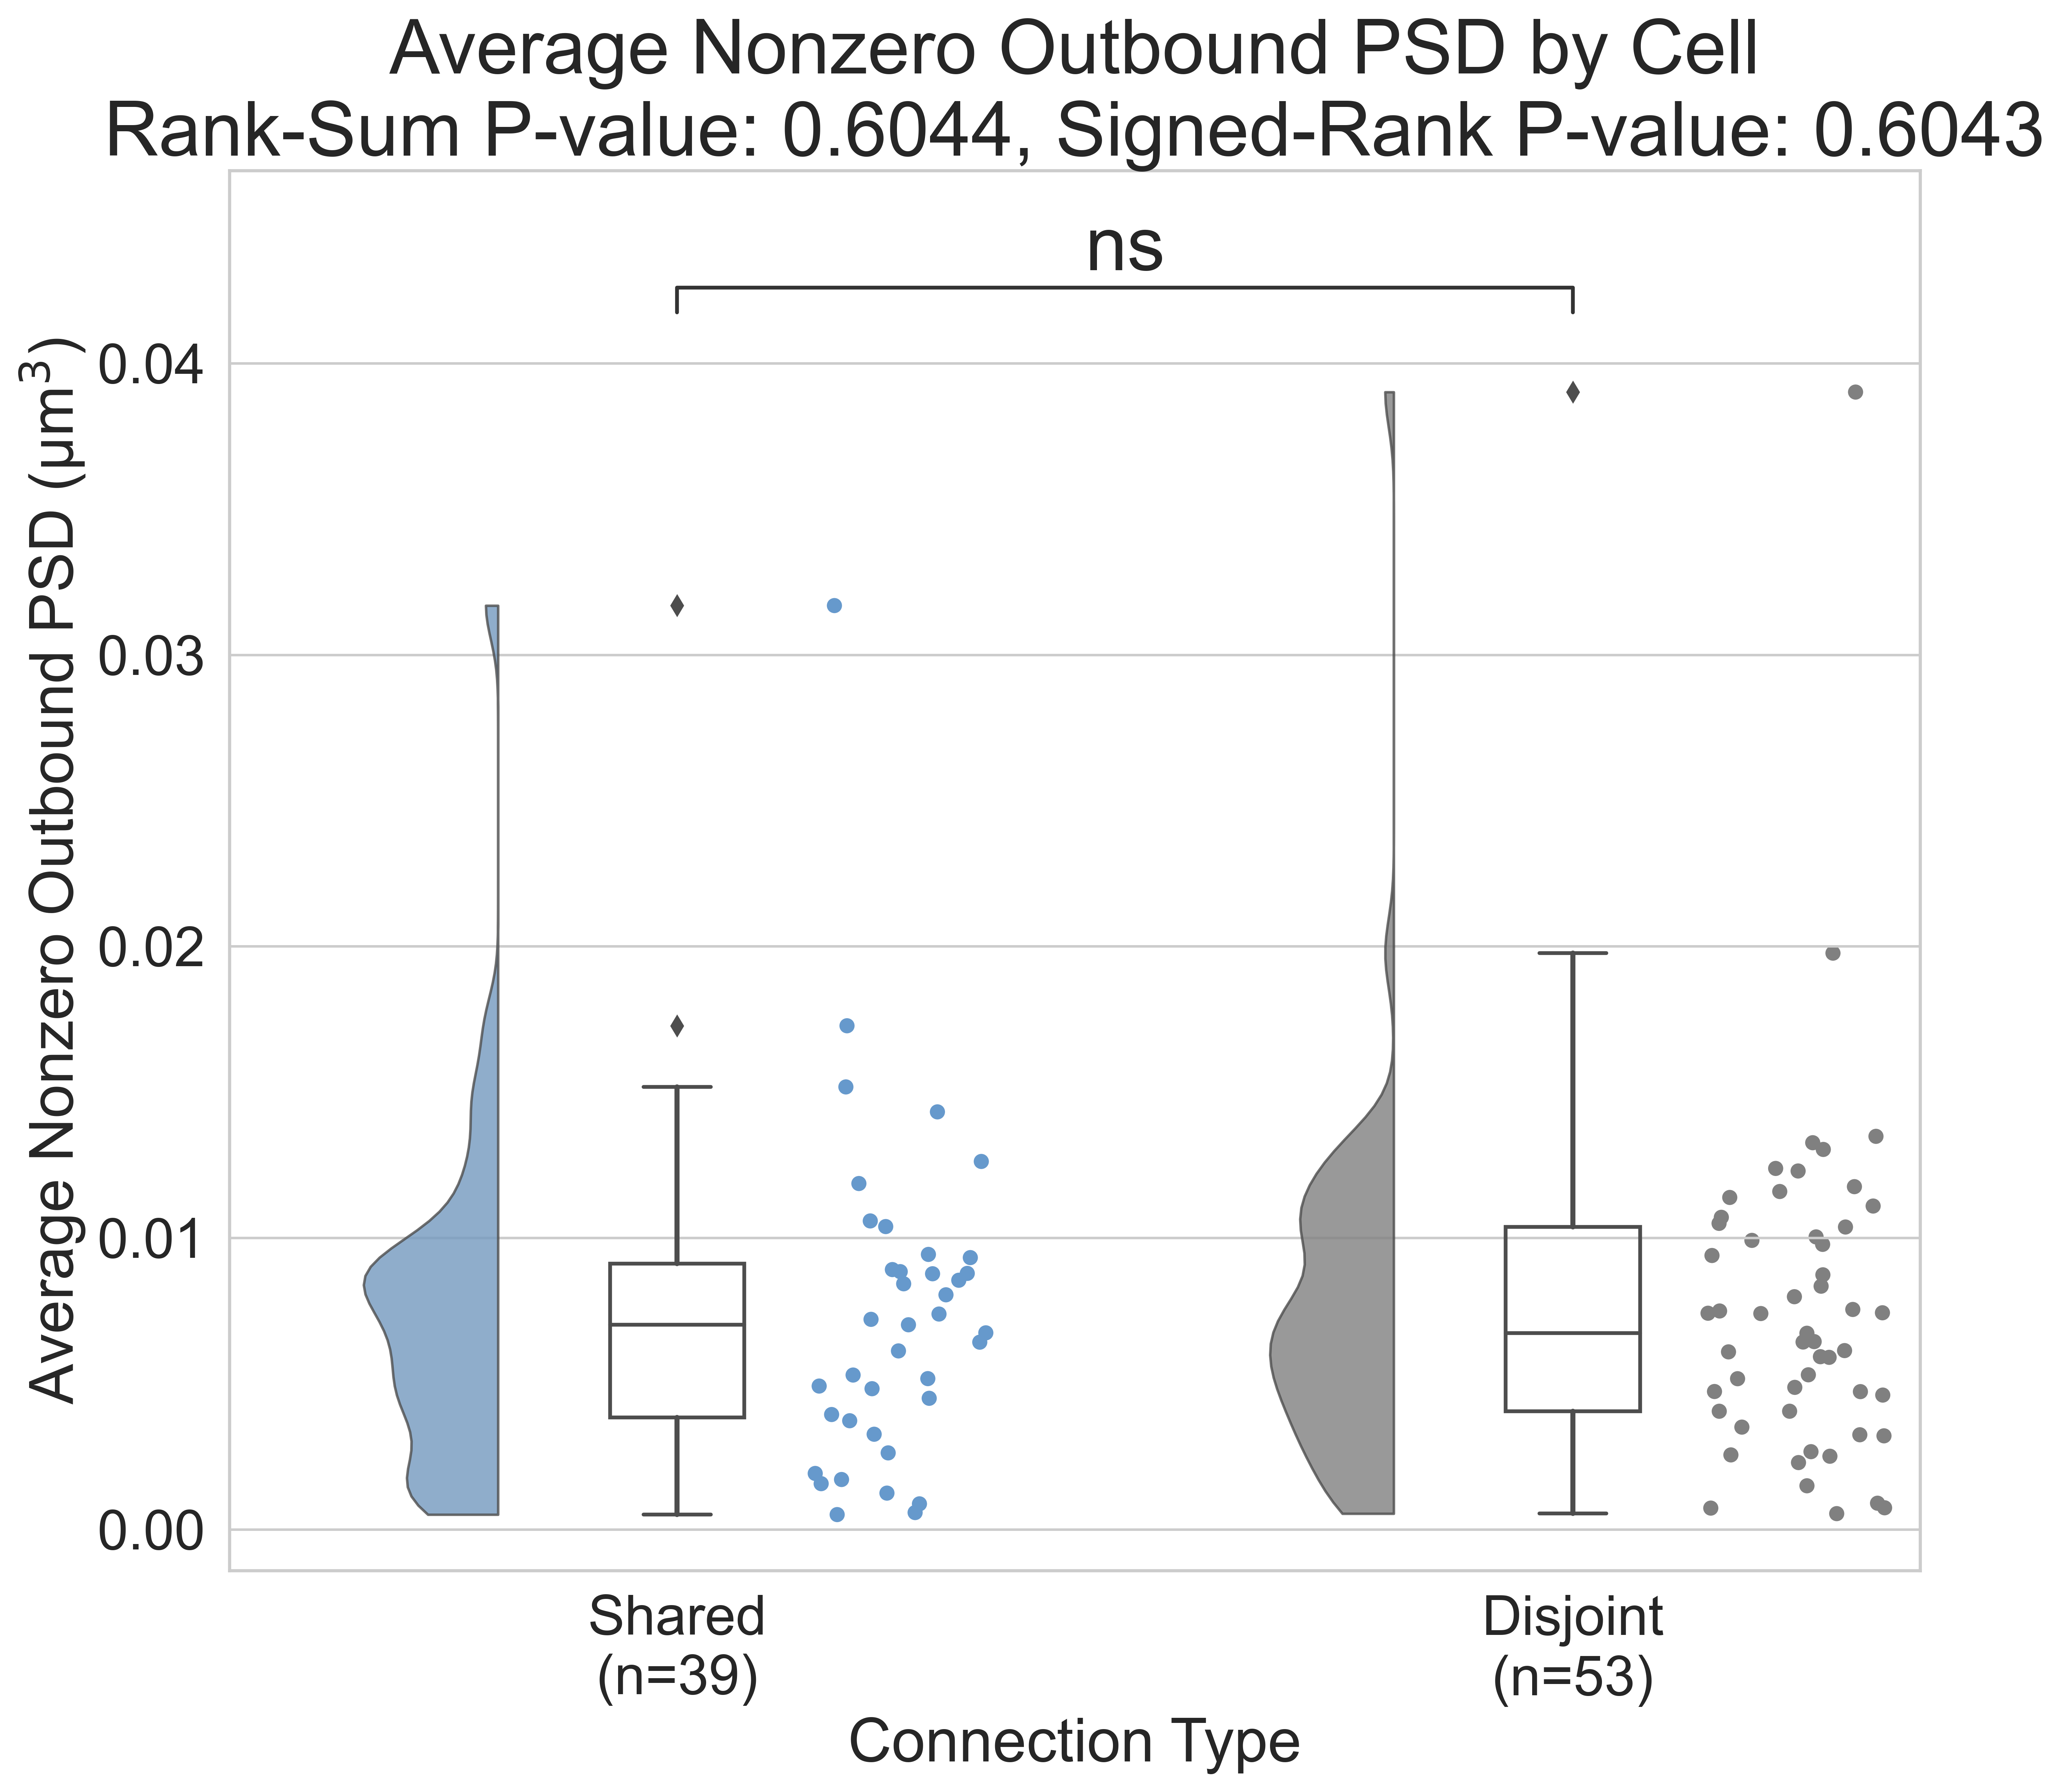 Average Nonzero Outbound PSD by Cell
Rank-Sum P-value: 0.6044, Signed-Rank P-value: 0.6043
ns
Average Nonzero Outbound PSD (µm³)
0.04
0.03
0.02
0.01
0.00
Shared
(n=39)
Disjoint
(n=53)
Connection Type